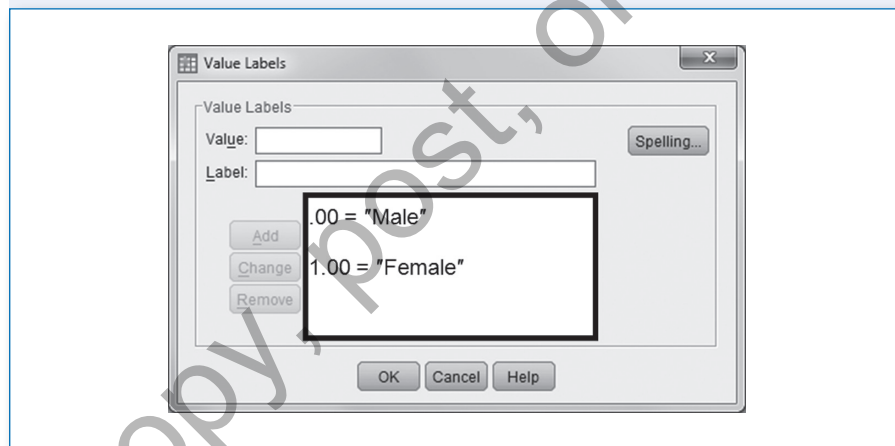 Value Labels
X
Value Labels
Value:
Spelling...
Label:
.00 = "Male"
Add
Change
1.00 = "Female"
Remove
OK Cancel Help
copy, post, or